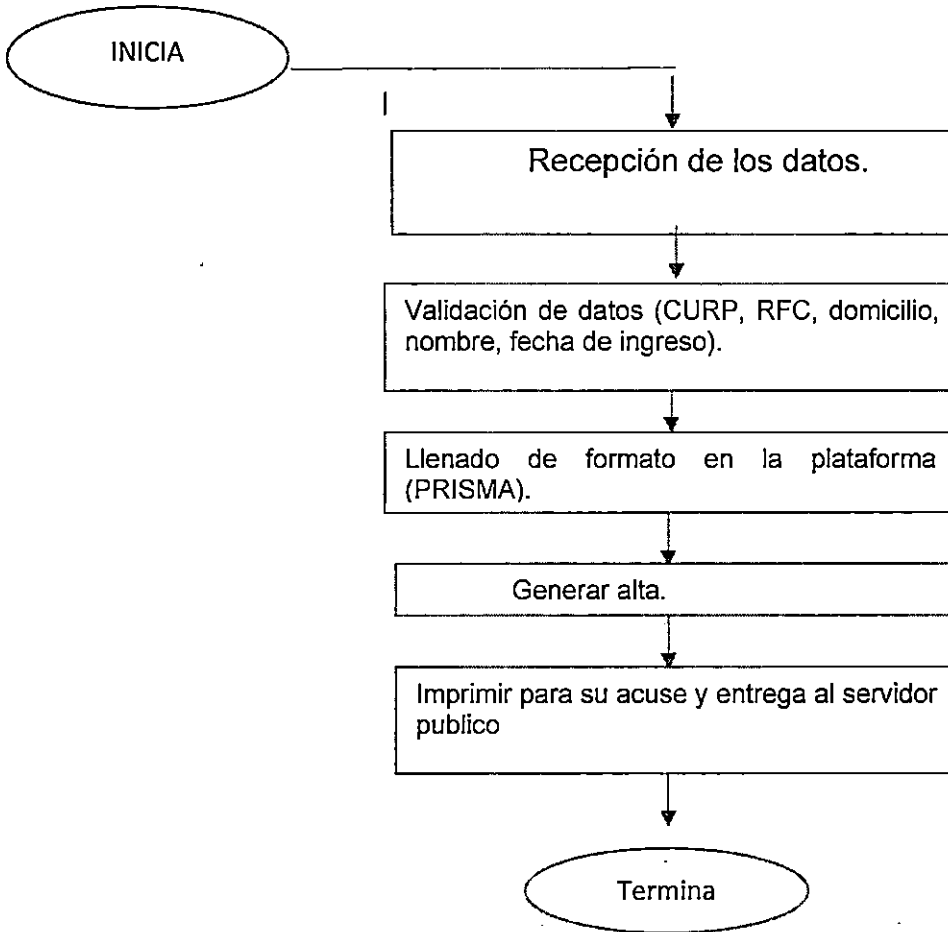 INICIA
Recepción de los datos.
Validación de datos (CURP, RFC, domicilio,
nombre, fecha de ingreso).
Llenado de formato en la plataforma
(PRISMA).
Generar alta.
Imprimir para su acuse y entrega al servidor
publico
Termina